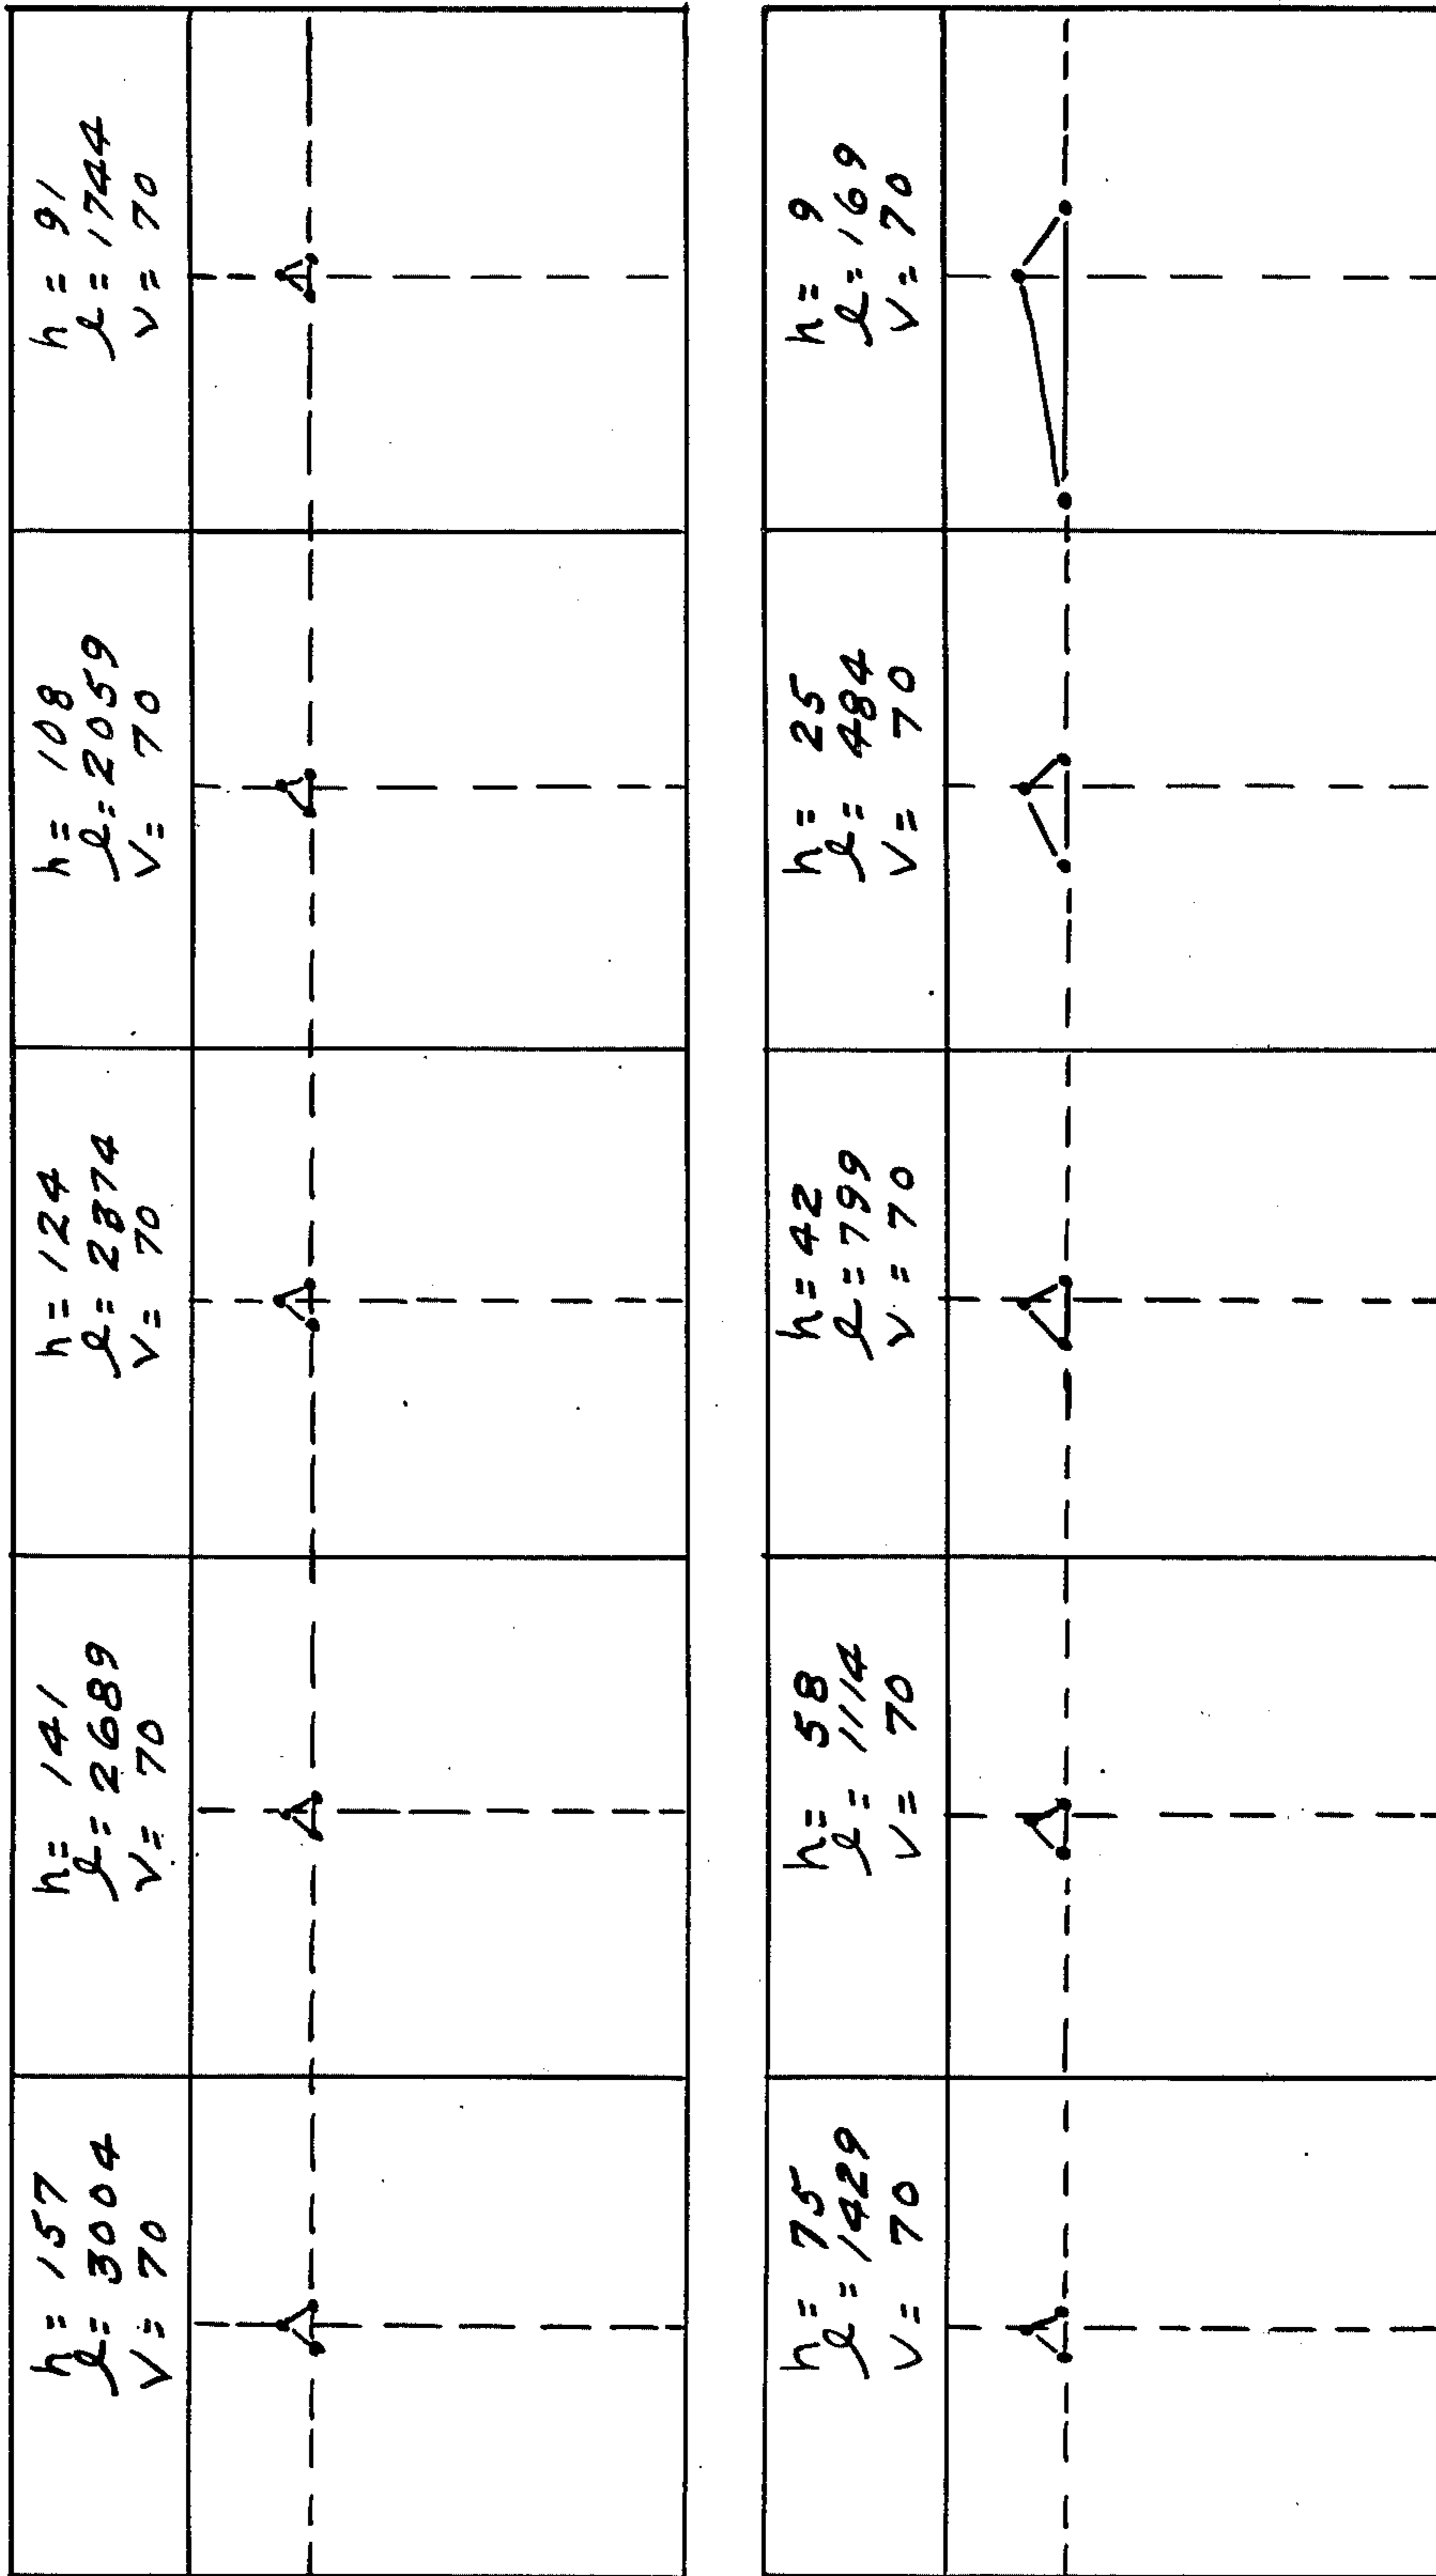 h = 157
ℓ = 3004
V = 70
h = 141
ℓ = 2689
V = 70
h = 124
ℓ = 2374
V = 70
h = 108
ℓ = 2059
V = 70
h = 91
ℓ = 1744
V = 70
h = 75
ℓ = 1429
V = 70
h = 58
ℓ = 1114
V = 70
h = 42
ℓ = 799
V = 70
h = 25
ℓ = 484
V = 70
h = 9
ℓ = 169
V = 70